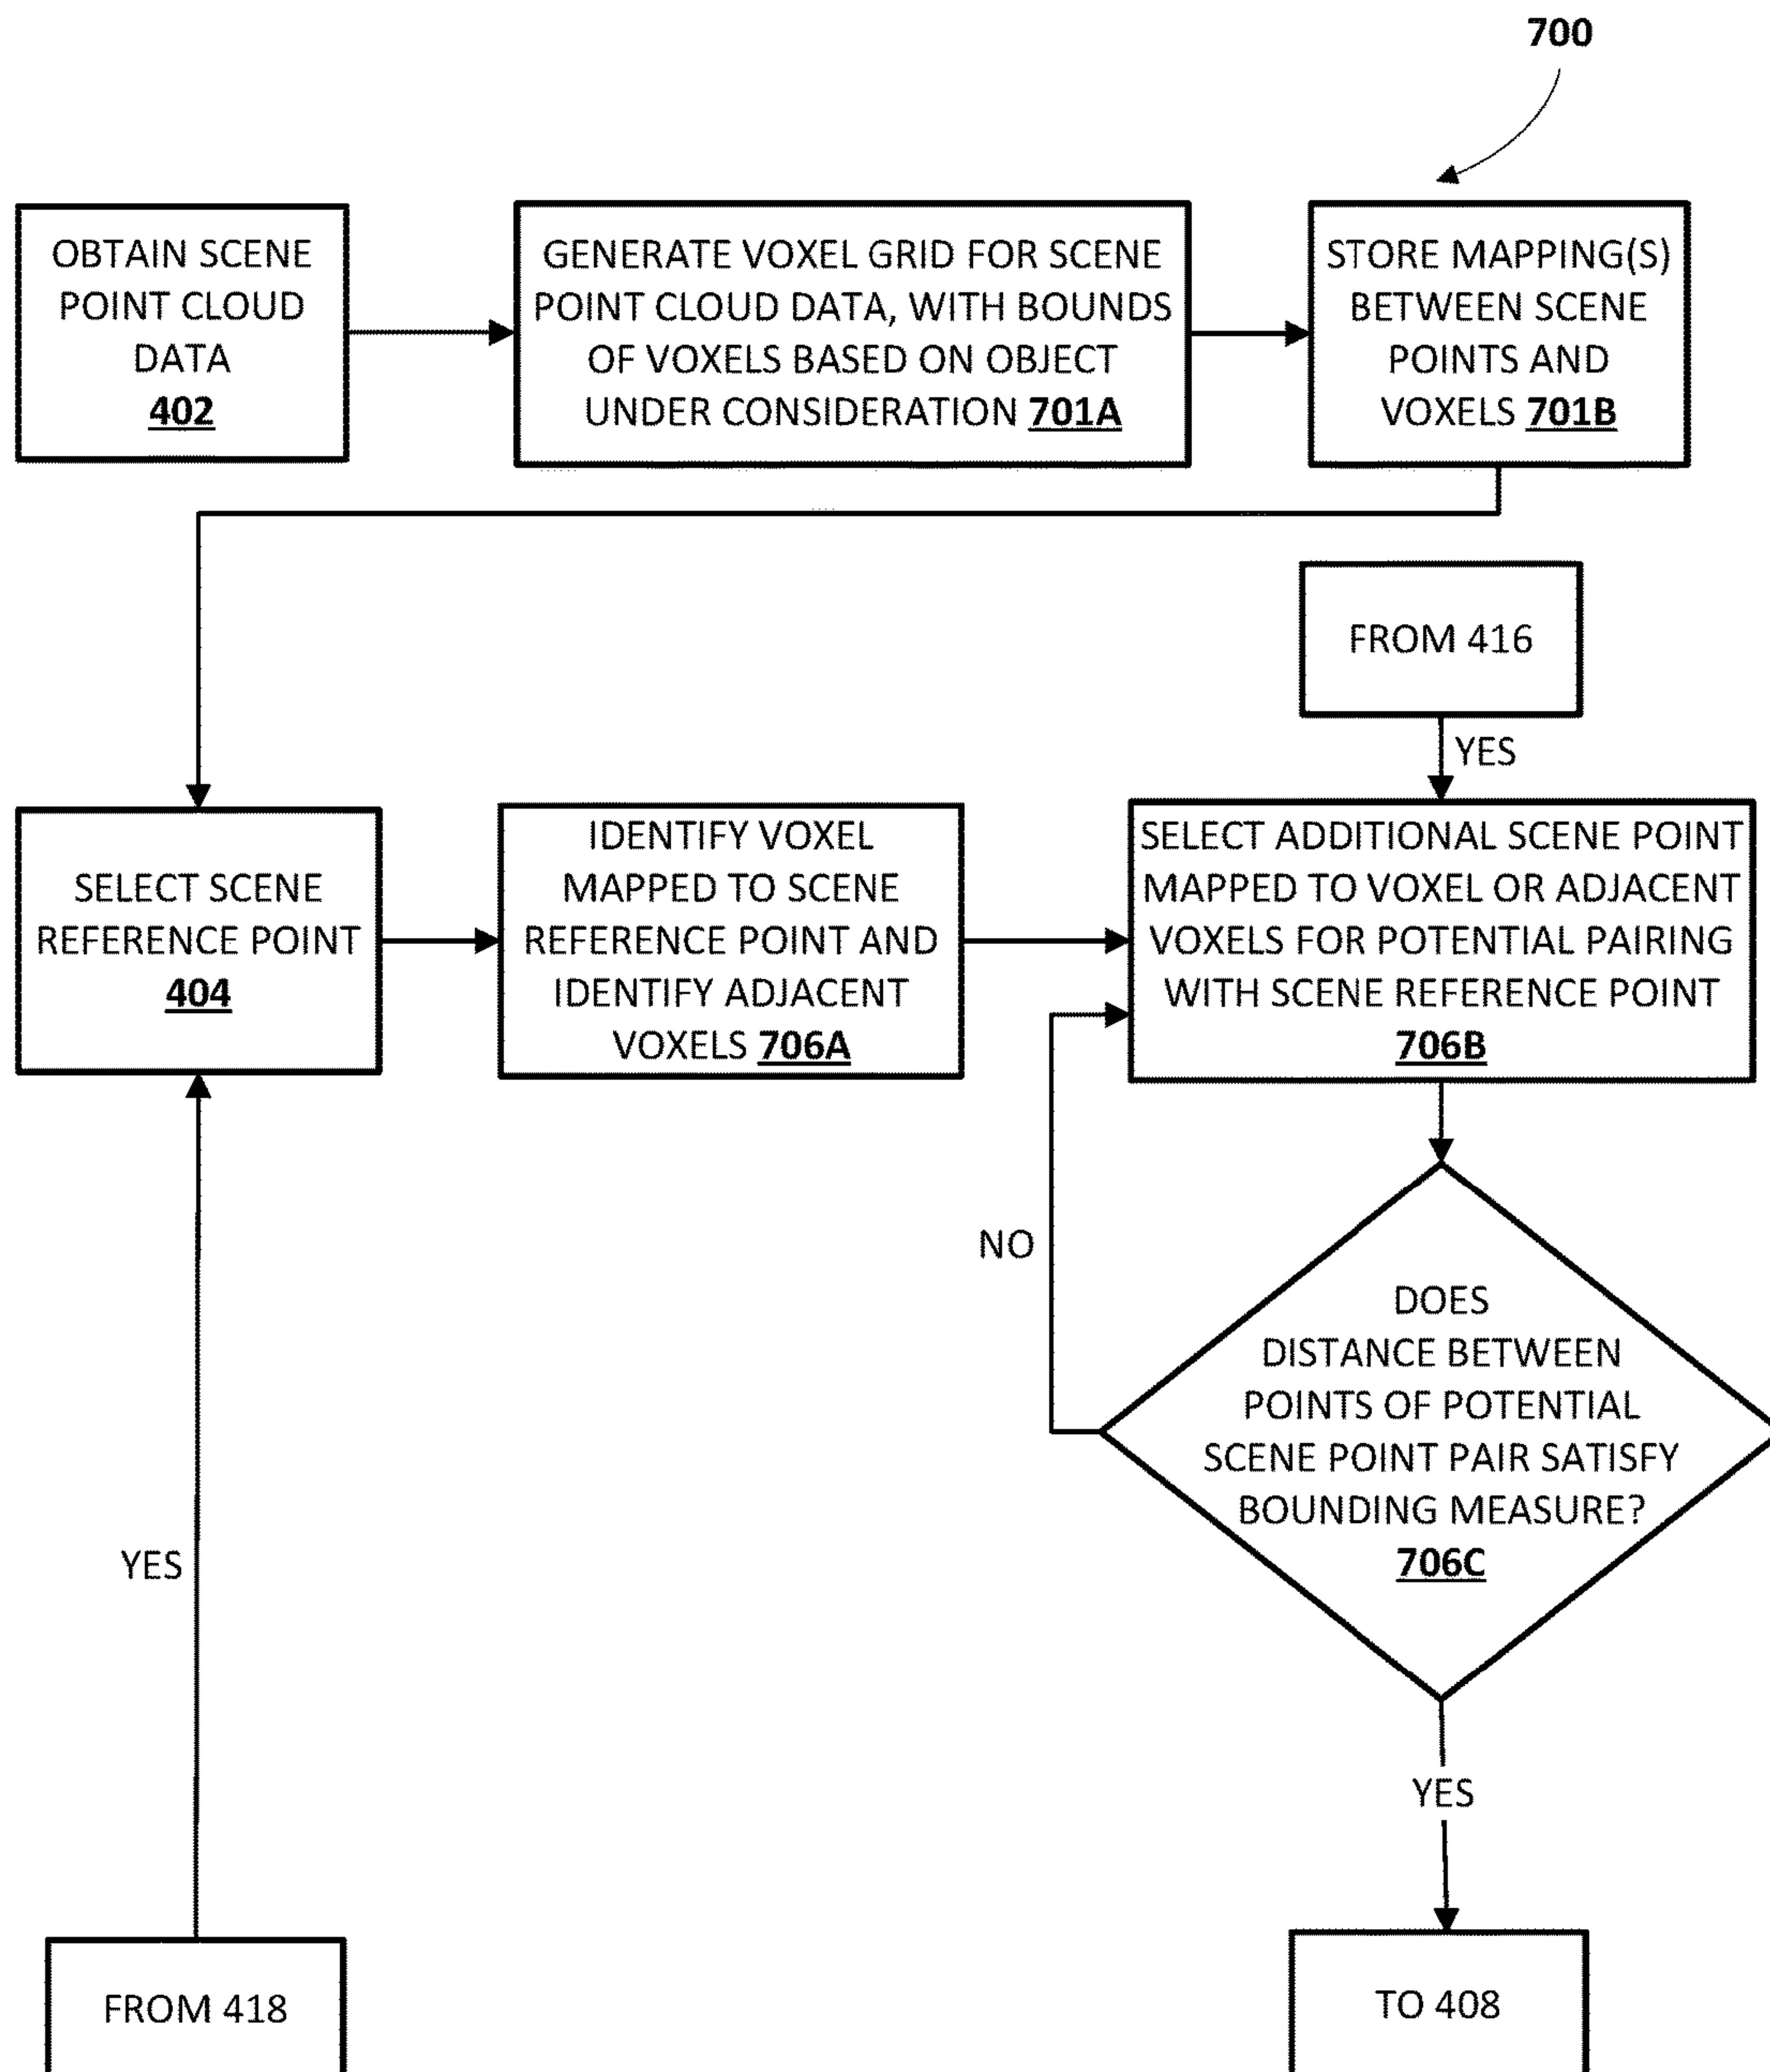 700
OBTAIN SCENE
POINT CLOUD
DATA
402
GENERATE VOXEL GRID FOR SCENE
POINT CLOUD DATA, WITH BOUNDS
OF VOXELS BASED ON OBJECT
UNDER CONSIDERATION 701A
STORE MAPPING(S)
BETWEEN SCENE
POINTS AND
VOXELS 701B
FROM 416
YES
SELECT SCENE
REFERENCE POINT
404
IDENTIFY VOXEL
MAPPED TO SCENE
REFERENCE POINT AND
IDENTIFY ADJACENT
VOXELS 706A
SELECT ADDITIONAL SCENE POINT
MAPPED TO VOXEL OR ADJACENT
VOXELS FOR POTENTIAL PAIRING
WITH SCENE REFERENCE POINT
706B
NO
DOES
DISTANCE BETWEEN
POINTS OF POTENTIAL
SCENE POINT PAIR SATISFY
BOUNDING MEASURE?
706C
YES
YES
FROM 418
TO 408